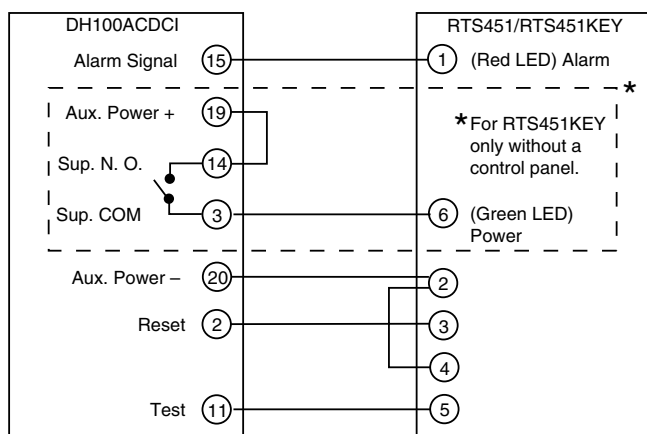 DH100ACDCI
RTS451/RTS451KEY
Alarm Signal 15
1 (Red LED) Alarm
*
Aux. Power + 19
*For RTS451KEY
only without a
control panel.
Sup. N. O. 14
Sup. COM 3
6 (Green LED)
Power
Aux. Power – 20
2
Reset 2
3
4
Test 11
5